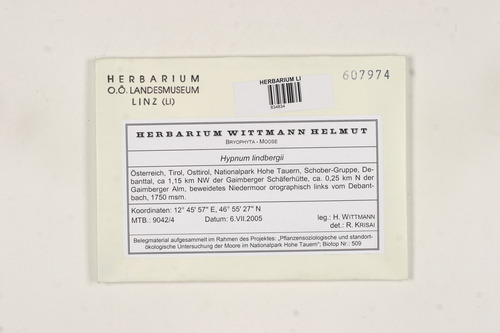 HERBARIUM
O.Ö. LANDESMUSEUM
LINZ (LI)
HERBARIUM LI
034834
607974
HERBARIUM WITTMANN HELMUT
BRYOPHYTA - MOOSE
Hypnum lindbergii
Österreich, Tirol, Osttirol, Nationalpark Hohe Tauern, Schober-Gruppe, De-
banttal, ca 1,15 km NW der Gaimberger Schäferhütte, ca. 0,25 km N der
Gaimberger Alm, beweidetes Niedermoor orographisch links vom Debant-
bach, 1750 msm.
Koordinaten: 12° 45' 57" E, 46° 55' 27" N
MTB.: 9042/4 Datum: 6.VII.2005 leg.: H. WITTMANN
det.: R. KRISAI
Belegmaterial aufgesammelt im Rahmen des Projektes: „Pflanzensoziologische und standort-
ökologische Untersuchung der Moore im Nationalpark Hohe Tauern"; Biotop Nr.: 509